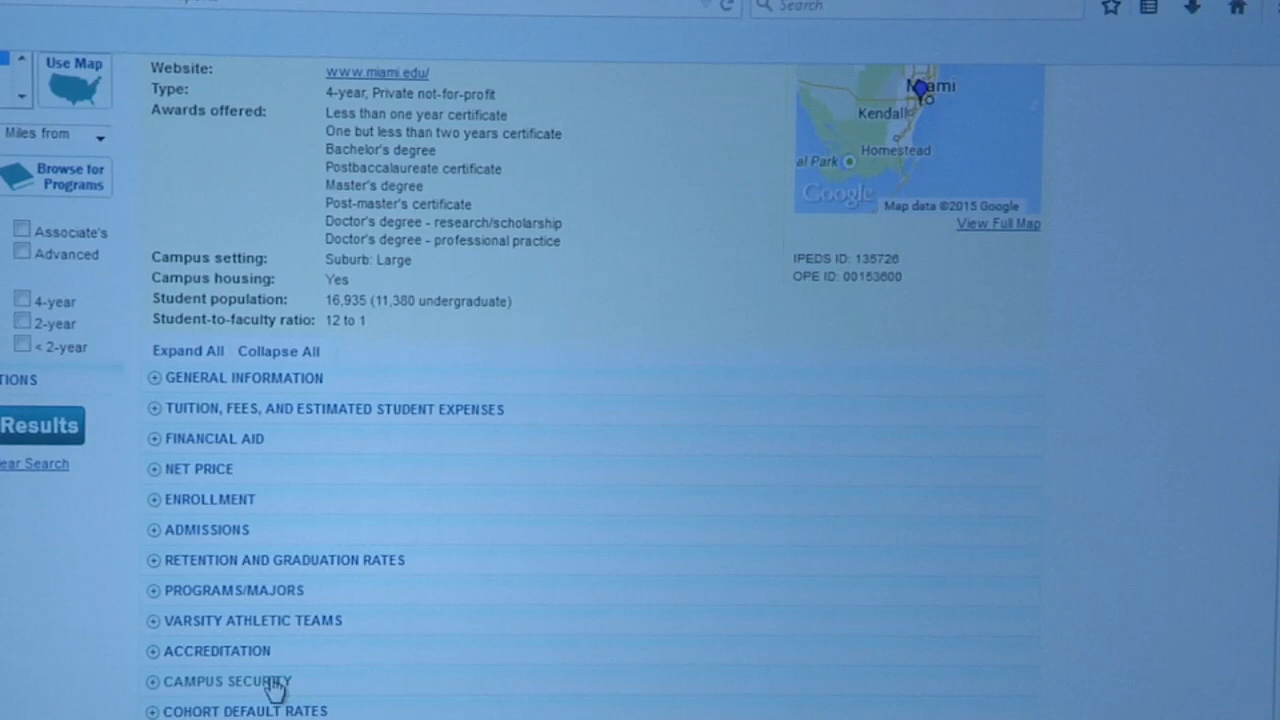 Search
Use Map
Miles from
Browse for
Programs
Associate's
Advanced
4-year
2-year
< 2-year
TIONS
Results
ear Search
Website: www.miami.edu/
Type: 4-year, Private not-for-profit
Awards offered: Less than one year certificate
One but less than two years certificate
Bachelor's degree
Postbaccalaureate certificate
Master's degree
Post-master's certificate
Doctor's degree - research/scholarship
Doctor's degree - professional practice
Campus setting: Suburb: Large
Campus housing: Yes
Student population: 16,935 (11,380 undergraduate)
Student-to-faculty ratio: 12 to 1
Miami
Kendall
Homestead
al Park
Google
Map data ©2015 Google
View Full Map
IPEDS ID: 135726
OPE ID: 00153600
Expand All Collapse All
GENERAL INFORMATION
TUITION, FEES, AND ESTIMATED STUDENT EXPENSES
FINANCIAL AID
NET PRICE
ENROLLMENT
ADMISSIONS
RETENTION AND GRADUATION RATES
PROGRAMS/MAJORS
VARSITY ATHLETIC TEAMS
ACCREDITATION
CAMPUS SECURITY
COHORT DEFAULT RATES